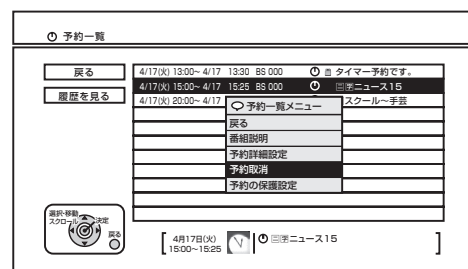 予約一覧
戻る
履歴を見る
4/17(火) 13:00~ 4/17 13:30 BS 000 タイマー予約です。
4/17(火) 15:00~ 4/17 15:25 BS 000 ニュース15
4/17(火) 20:00~ 4/17 スクール~手芸
予約一覧メニュー
戻る
番組説明
予約詳細設定
予約取消
予約の保護設定
選択・移動
スクロール
決定
戻る
4月17日(火)
15:00~15:25
字ニュース15